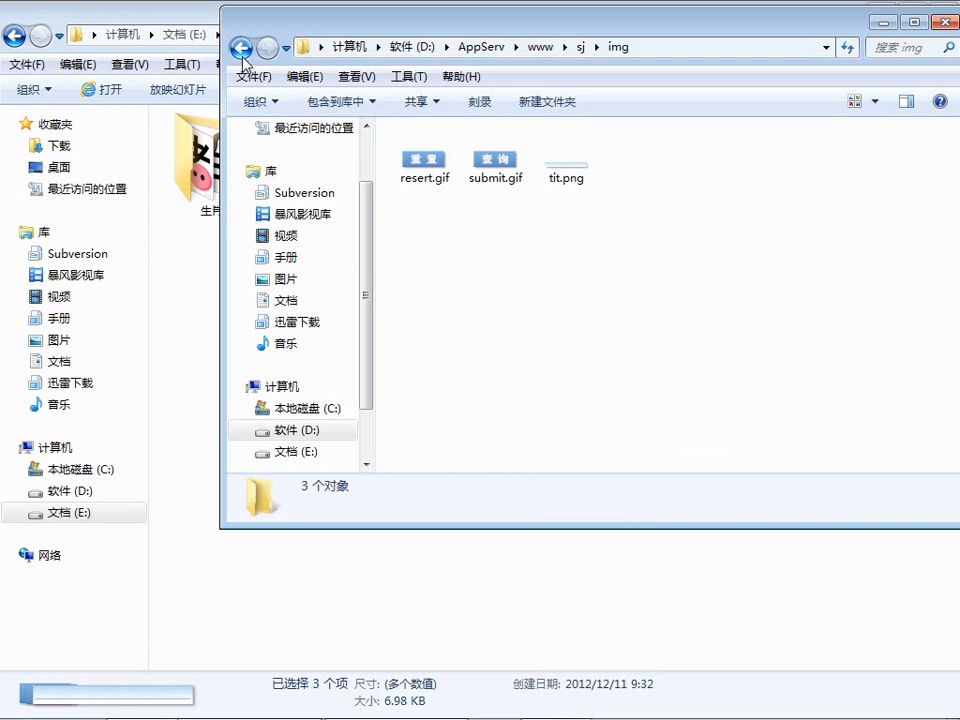 计算机 文档 (E:)
文件(F) 编辑(E) 查看(V) 工具(T)
组织 打开 放映幻灯片
收藏夹
下载
桌面
最近访问的位置
库
Subversion
暴风影视库
视频
手册
图片
文档
迅雷下载
音乐
计算机
本地磁盘 (C:)
软件 (D:)
文档 (E:)
网络
生肖
已选择 3 个项 尺寸: (多个数值) 创建日期: 2012/12/11 9:32
大小: 6.98 KB
计算机 软件 (D:) AppServ www sj img 搜索 img
文件(F) 编辑(E) 查看(V) 工具(T) 帮助(H)
组织 包含到库中 共享 刻录 新建文件夹
最近访问的位置
库
Subversion
暴风影视库
视频
手册
图片
文档
迅雷下载
音乐
计算机
本地磁盘 (C:)
软件 (D:)
文档 (E:)
重置 查询
resert.gif submit.gif tit.png
3 个对象